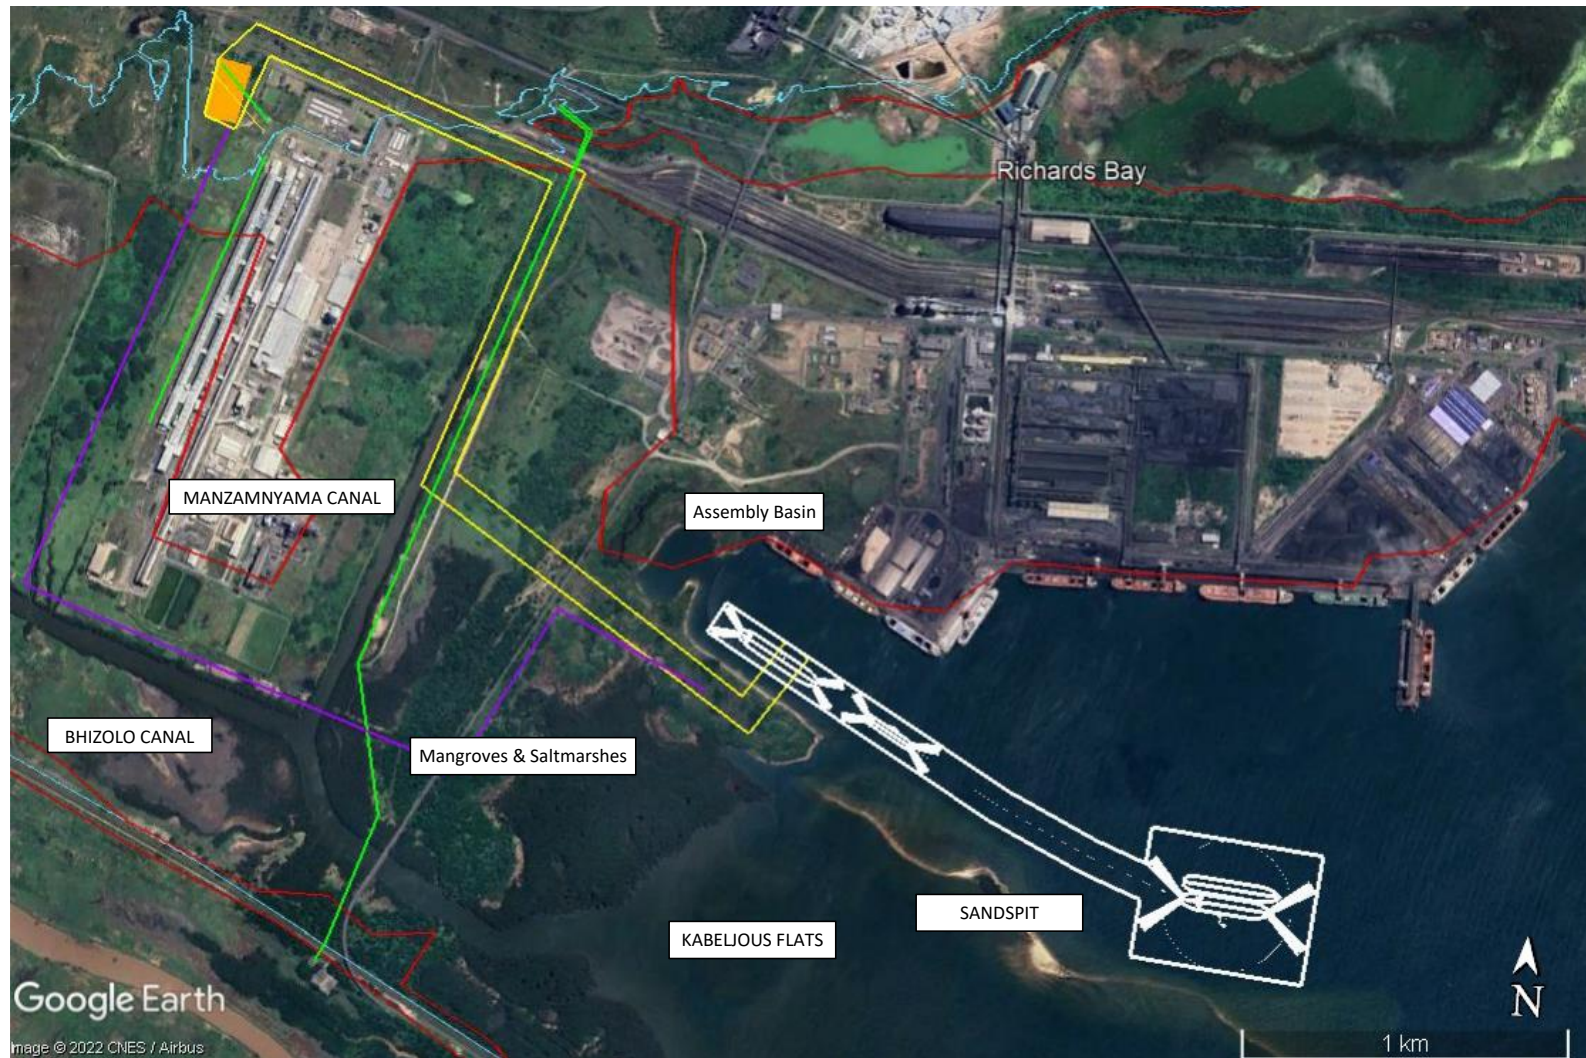 Richards Bay
MANZAMNYAMA CANAL
Assembly Basin
BHIZOLO CANAL
Mangroves & Saltmarshes
SANDSPIT
KABELJOUS FLATS
N
Google Earth
1 km
mage © 2022 CNES / Airbus